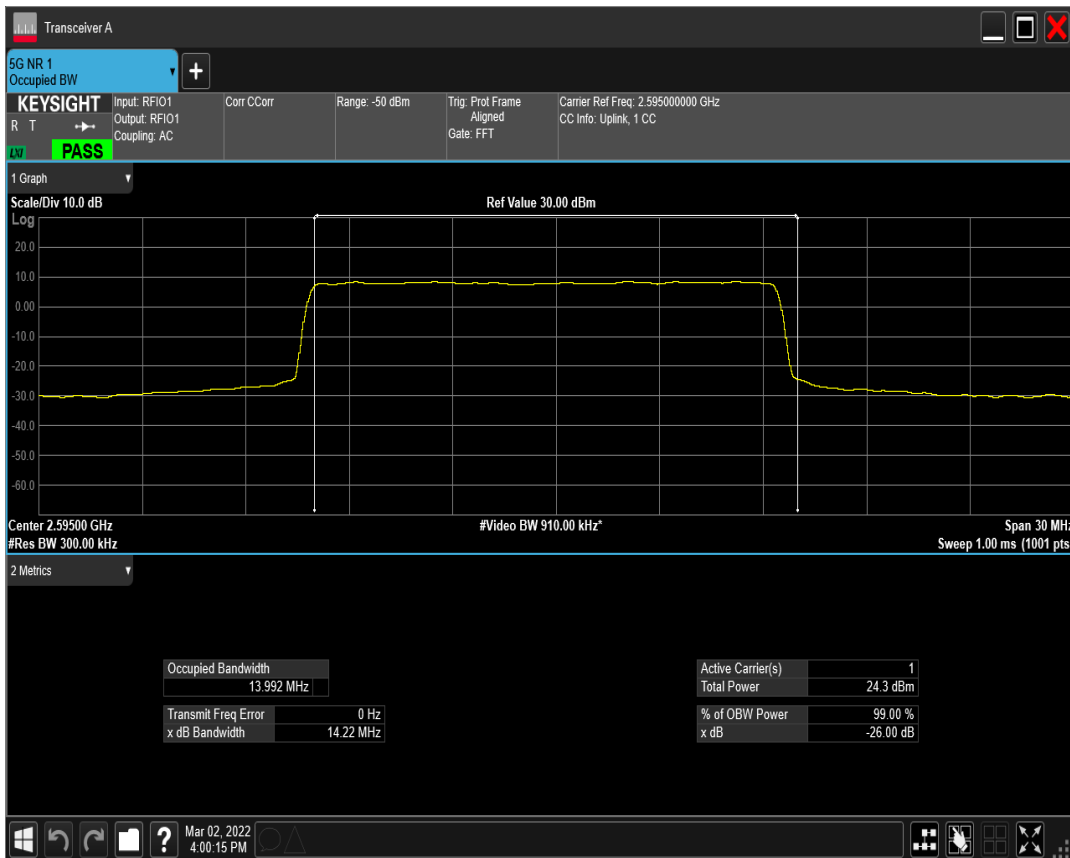 Transceiver A
5G NR 1
Occupied BW
+
KEYSIGHT
R T
LXI
PASS
Input: RFIO1
Output: RFIO1
Coupling: AC
Corr CCorr
Range: -50 dBm
Trig: Prot Frame
Aligned
Gate: FFT
Carrier Ref Freq: 2.595000000 GHz
CC Info: Uplink, 1 CC
1 Graph
Scale/Div 10.0 dB
Ref Value 30.00 dBm
Log
20.0
10.0
0.00
-10.0
-20.0
-30.0
-40.0
-50.0
-60.0
Center 2.59500 GHz
#Video BW 910.00 kHz*
Span 30 MHz
#Res BW 300.00 kHz
Sweep 1.00 ms (1001 pts
2 Metrics
Occupied Bandwidth
13.992 MHz
Transmit Freq Error 0 Hz
x dB Bandwidth 14.22 MHz
Active Carrier(s) 1
Total Power 24.3 dBm
% of OBW Power 99.00 %
x dB -26.00 dB
?
Mar 02, 2022
4:00:15 PM